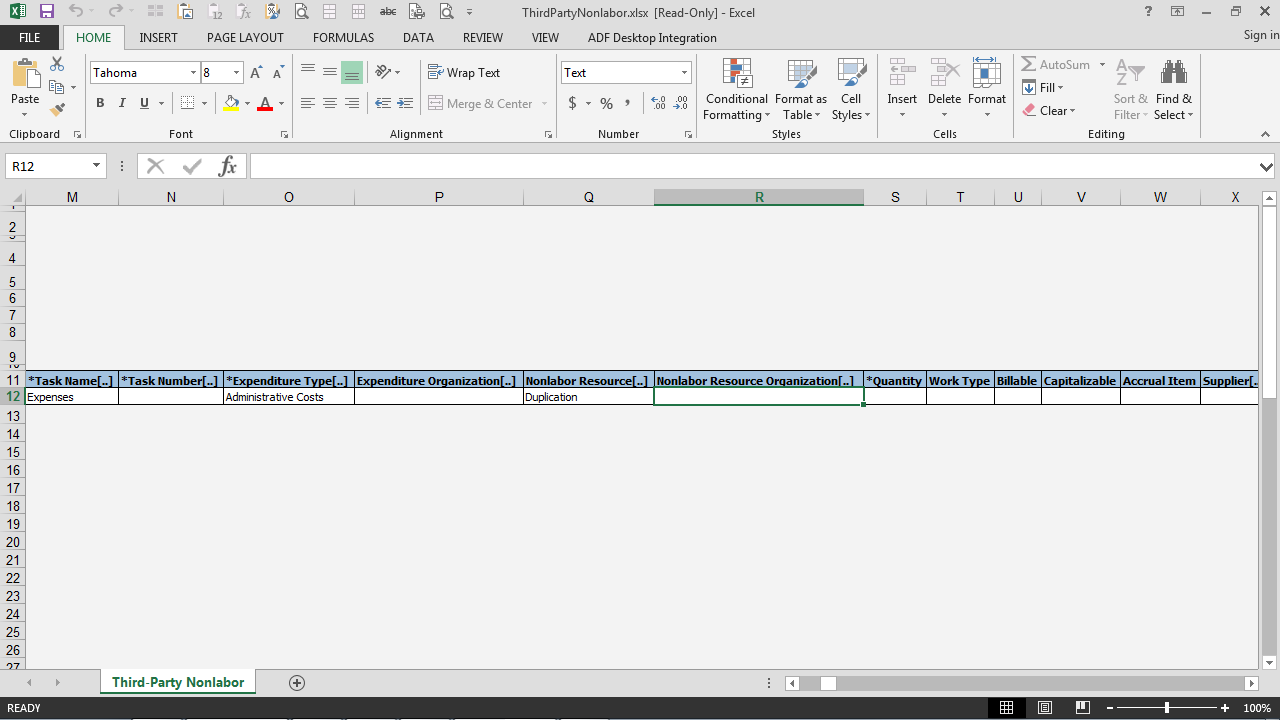 ThirdPartyNonlabor.xlsx [Read-Only] - Excel
FILE HOME INSERT PAGE LAYOUT FORMULAS DATA REVIEW VIEW ADF Desktop Integration Sign in
Paste
Clipboard
Tahoma 8
B I U A
Font
Wrap Text
Merge & Center
Alignment
Text
$ % ,
Number
Conditional Formatting
Format as Table
Cell Styles
Styles
Insert Delete Format
Cells
AutoSum
Fill
Clear
Sort & Filter
Find & Select
Editing
R12 fx
M N O P Q R S T U V W X
1
2
3
4
5
6
7
8
9
10
11 *Task Name[..] *Task Number[..] *Expenditure Type[..] Expenditure Organization[..] Nonlabor Resource[..] Nonlabor Resource Organization[..] *Quantity Work Type Billable Capitalizable Accrual Item Supplier[..
12 Expenses Administrative Costs Duplication
13
14
15
16
17
18
19
20
21
22
23
24
25
26
27
Third-Party Nonlabor
READY 100%